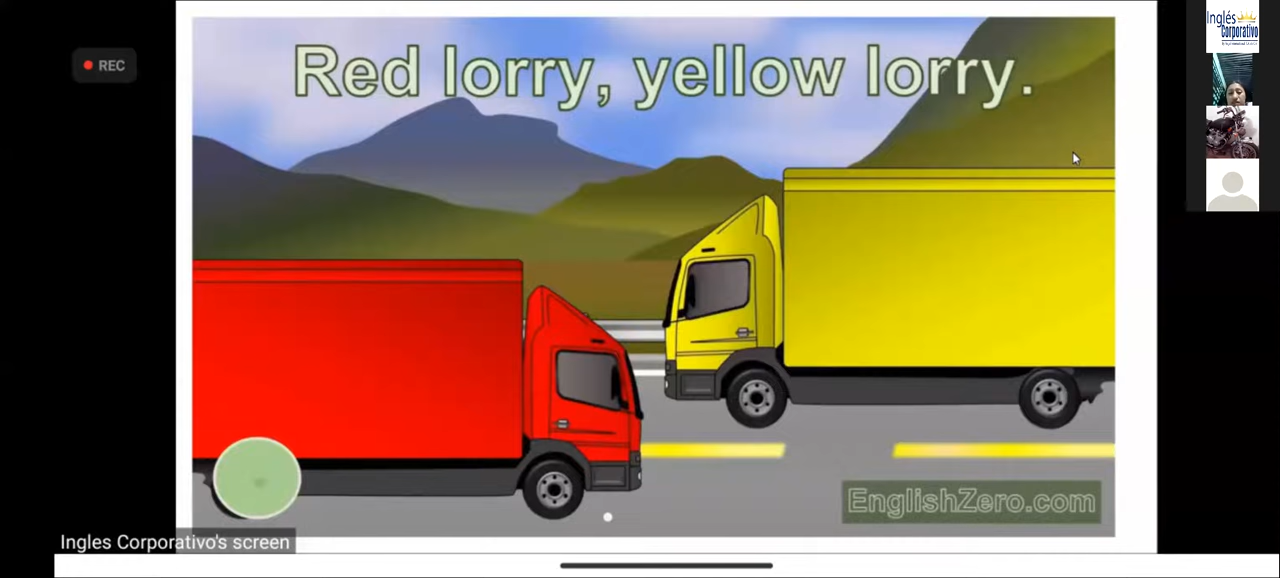 Red lorry, yellow lorry.
REC
Inglés
Corporativo
EnglishZero.com
Ingles Corporativo's screen